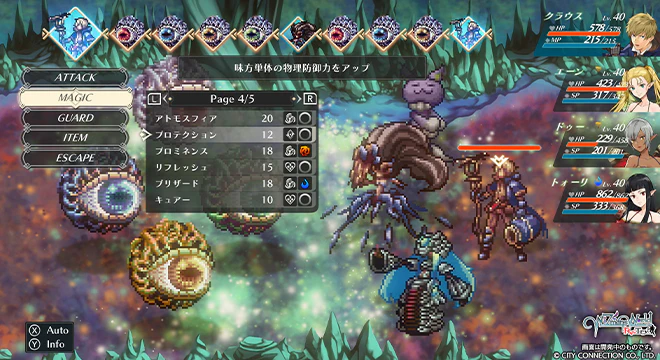 クラウス Lv.40
HP 578/578
MP 215/215
味方単体の物理防御力をアップ
ATTACK
MAGIC
GUARD
ITEM
ESCAPE
L Page 4/5 R
アトモスフィア 20
プロテクション 12
プロミネンス 18
リフレッシュ 15
ブリザード 18
キュアー 10
Lv.40
HP 423/
SP 317/
ドゥー Lv.40
HP 229/
SP 201/
トォーリ Lv.40
HP 862/862
SP 333/
X Auto
Y Info
画面は開発中のものです。
© CITY CONNECTION CO., LTD.